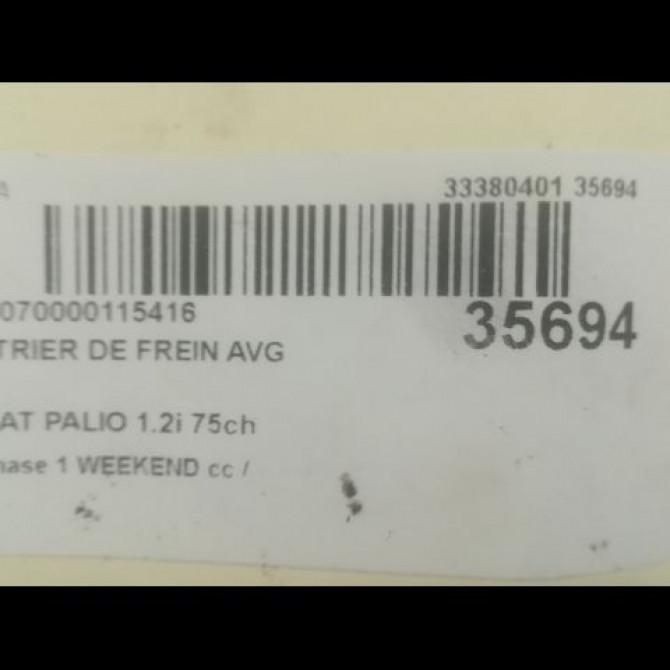 33380401 35694
070000115416
35694
TRIER DE FREIN AVG
AT PALIO 1.2i 75ch
hase 1 WEEKEND cc /